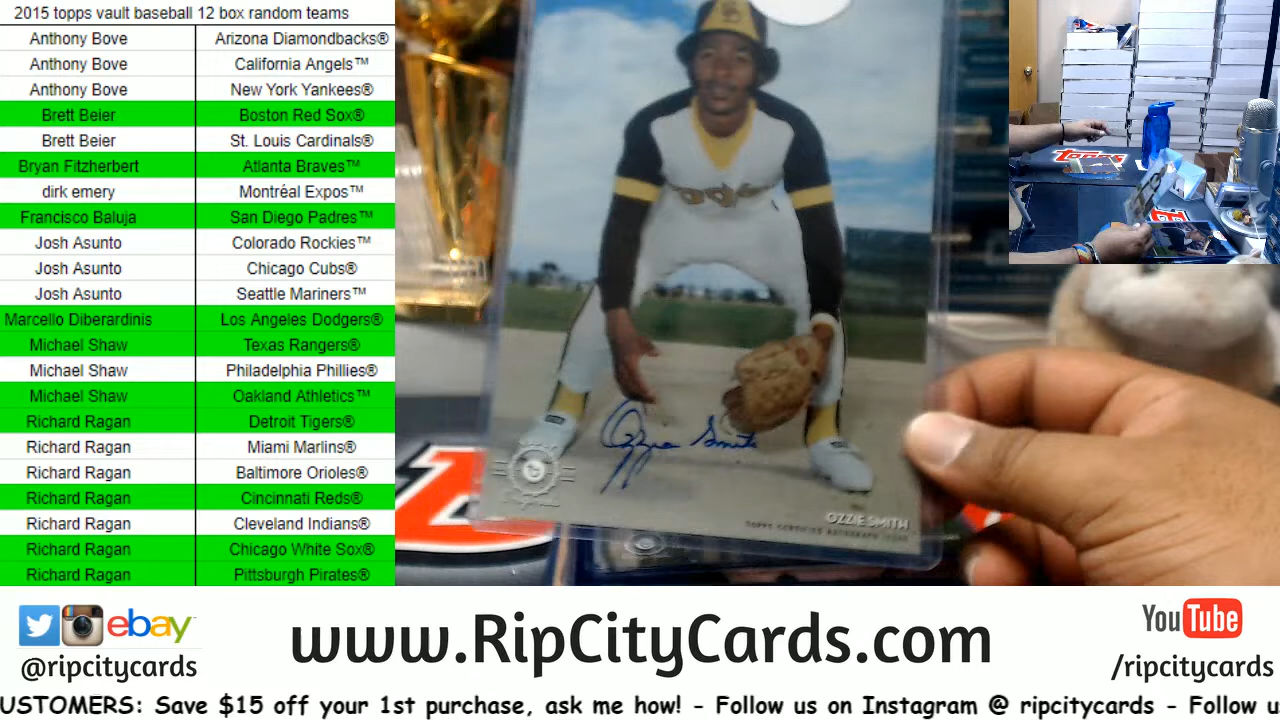 2015 topps vault baseball 12 box random teams
Anthony Bove Arizona Diamondbacks®
Anthony Bove California Angels™
Anthony Bove New York Yankees®
Brett Beier Boston Red Sox®
Brett Beier St. Louis Cardinals®
Bryan Fitzherbert Atlanta Braves™
dirk emery Montréal Expos™
Francisco Baluja San Diego Padres™
Josh Asunto Colorado Rockies™
Josh Asunto Chicago Cubs®
Josh Asunto Seattle Mariners™
Marcello Diberardinis Los Angeles Dodgers®
Michael Shaw Texas Rangers®
Michael Shaw Philadelphia Phillies®
Michael Shaw Oakland Athletics™
Richard Ragan Detroit Tigers®
Richard Ragan Miami Marlins®
Richard Ragan Baltimore Orioles®
Richard Ragan Cincinnati Reds®
Richard Ragan Cleveland Indians®
Richard Ragan Chicago White Sox®
Richard Ragan Pittsburgh Pirates®
Ozzie Smith
OZZIE SMITH
TOPPS CERTIFIED AUTOGRAPH ISSUE
topps
ebay
@ripcitycards
www.RipCityCards.com
YouTube
/ripcitycards
USTOMERS: Save $15 off your 1st purchase, ask me how! - Follow us on Instagram @ ripcitycards - Follow u